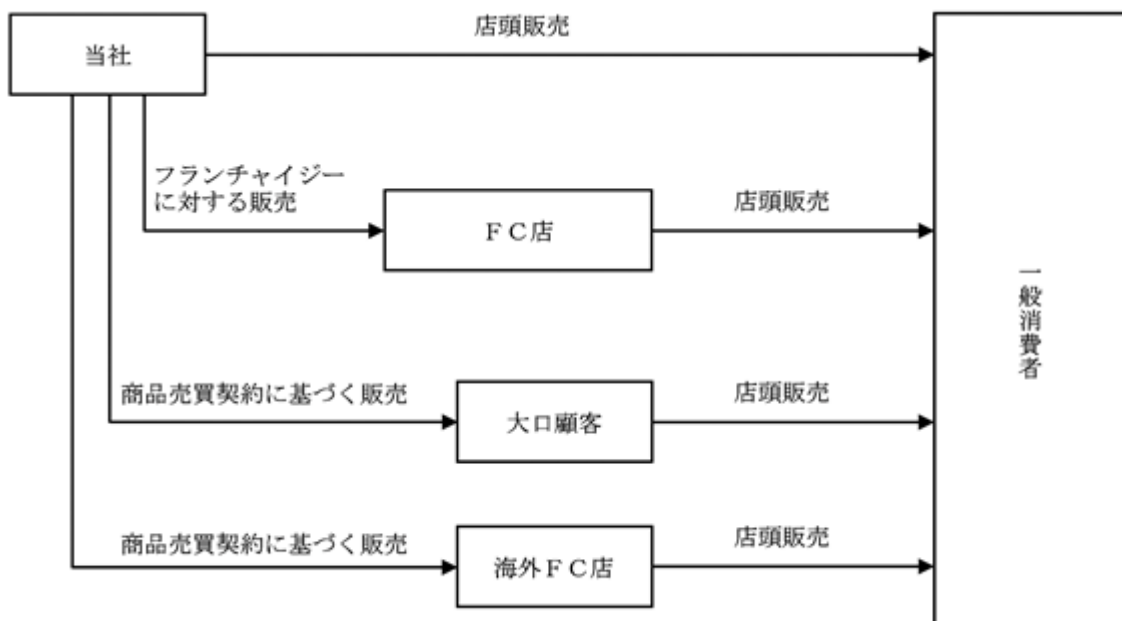 店頭販売
当社
フランチャイジー
に対する販売
ＦＣ店
店頭販売
一般消費者
商品売買契約に基づく販売
大口顧客
店頭販売
商品売買契約に基づく販売
海外ＦＣ店
店頭販売